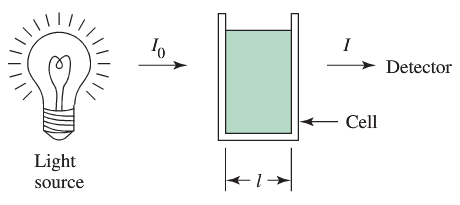 I₀
I
Detector
Cell
Light
source
l